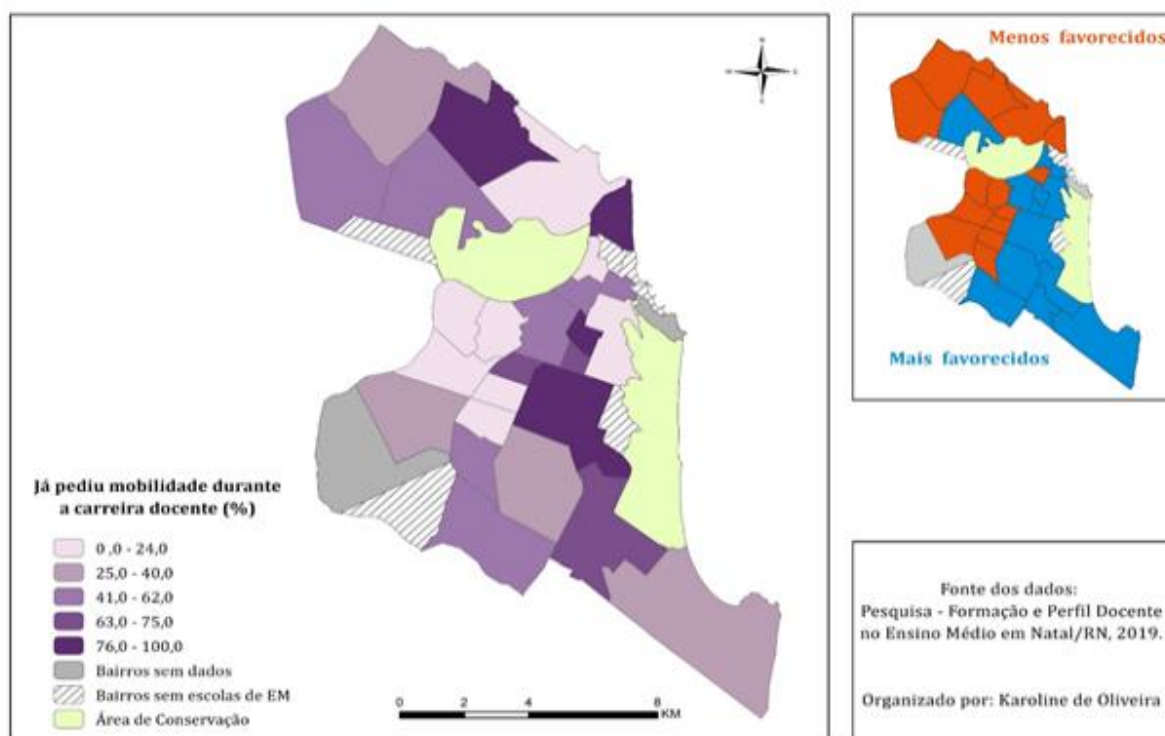 Menos favorecidos
Mais favorecidos
Já pediu mobilidade durante
a carreira docente (%)
0 ,0 - 24,0
25,0 - 40,0
41,0 - 62,0
63,0 - 75,0
76,0 - 100,0
Bairros sem dados
Bairros sem escolas de EM
Área de Conservação
0 2 4 8
KM
Fonte dos dados:
Pesquisa - Formação e Perfil Docente
no Ensino Médio em Natal/RN, 2019.
Organizado por: Karoline de Oliveira